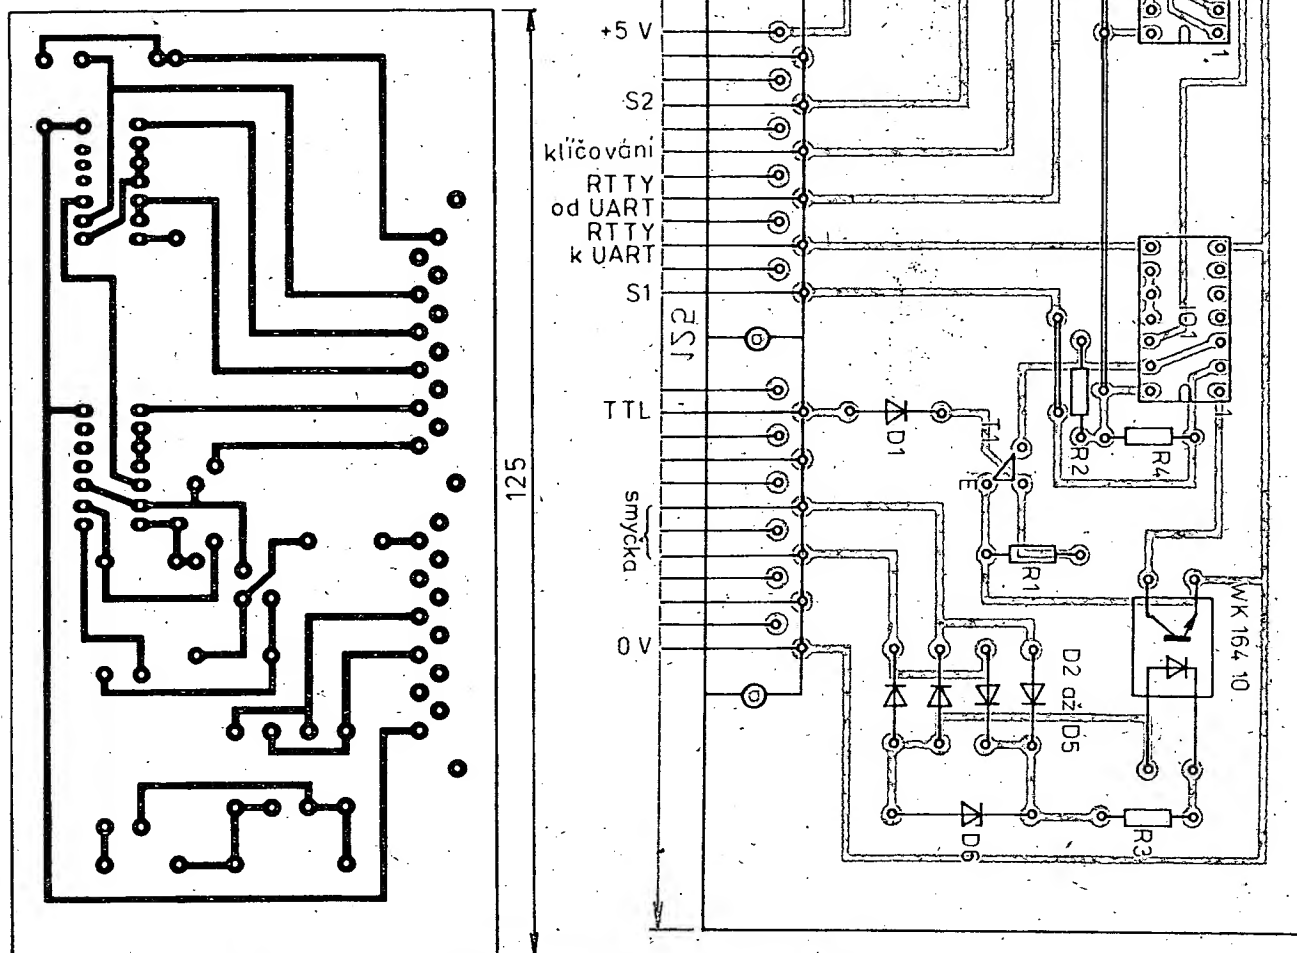 125
+5 V
S2
klíčování
RTTY
od UART
RTTY
k UART
S1
TTL
smyčka
0 V
1
IO1
1
D1
T1
E
R2
R4
R1
WK 164 10
D2 až D5
D6
R3